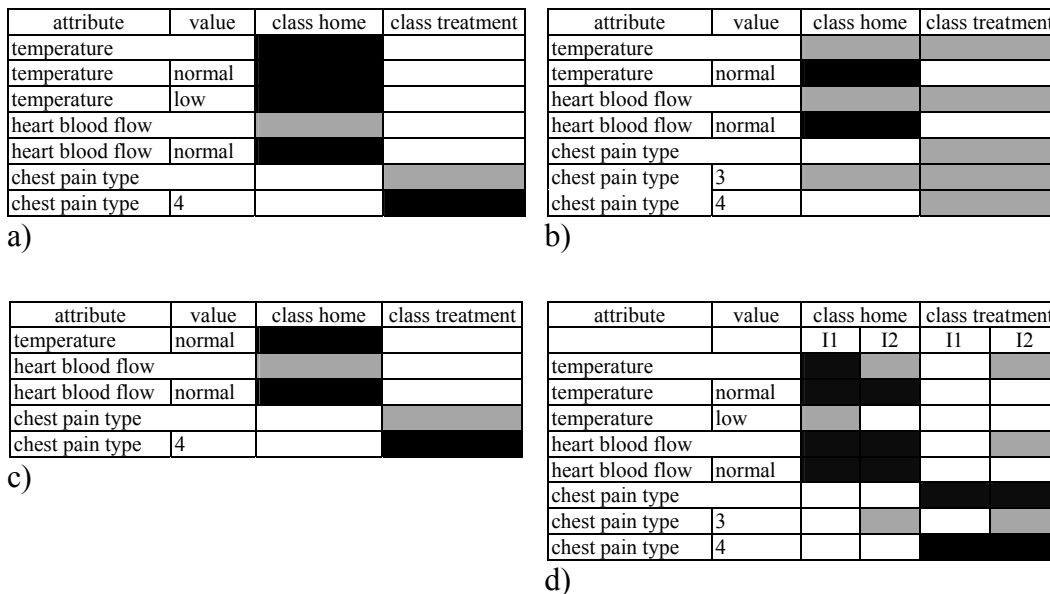 attribute value class home class treatment
temperature
temperature normal
temperature low
heart blood flow
heart blood flow normal
chest pain type
chest pain type 4
a)
attribute value class home class treatment
temperature
temperature normal
heart blood flow
heart blood flow normal
chest pain type
chest pain type 3
chest pain type 4
b)
attribute value class home class treatment
temperature normal
heart blood flow
heart blood flow normal
chest pain type
chest pain type 4
c)
attribute value class home class treatment
I1 I2 I1 I2
temperature
temperature normal
temperature low
heart blood flow
heart blood flow normal
chest pain type
chest pain type 3
chest pain type 4
d)